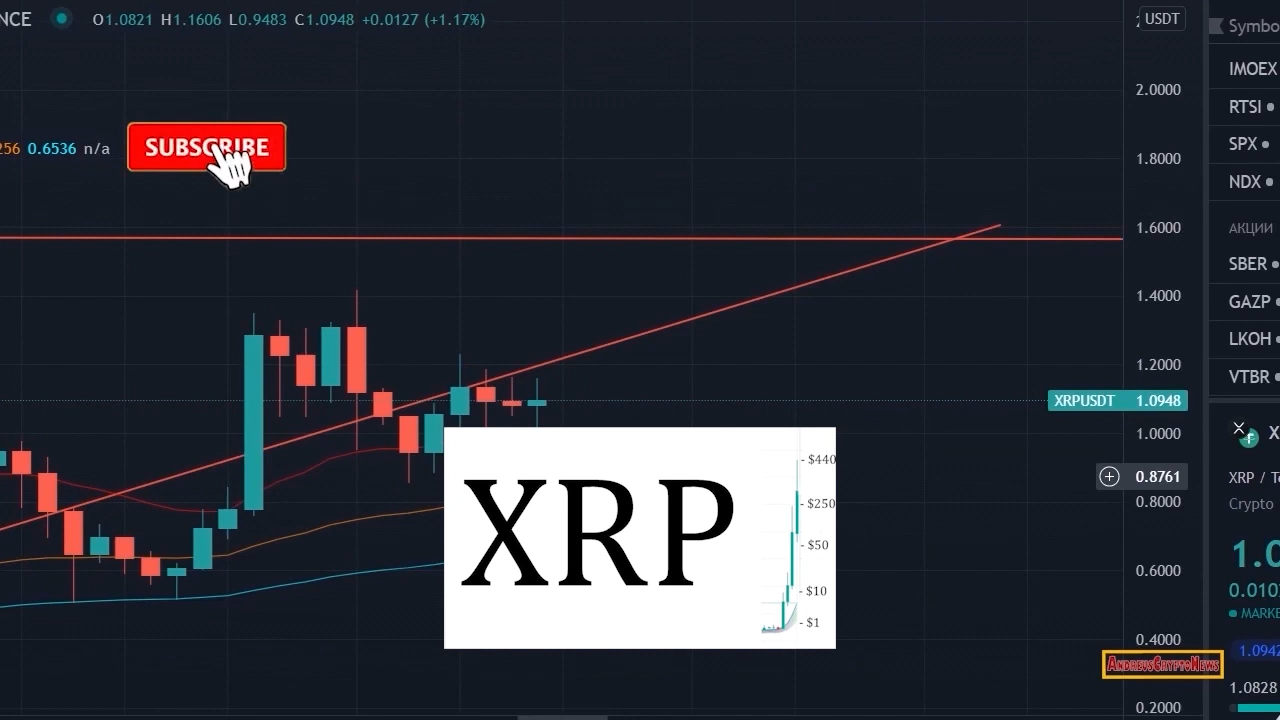 NCE O1.0821 H1.1606 L0.9483 C1.0948 +0.0127 (+1.17%)
256 0.6536 n/a
SUBSCRIBE
USDT
2.0000
1.8000
1.6000
1.4000
1.2000
XRPUSDT 1.0948
1.0000
0.8761
0.8000
0.6000
0.4000
0.2000
XRP
$440
$250
$50
$10
$1
ANDREUSCRYPTONEWS
Symbo
IMOEX
RTSI
SPX
NDX
АКЦИИ
SBER
GAZP
LKOH
VTBR
X
XRP / Te
Crypto
1.0
0.010
MARKE
1.0942
1.0828